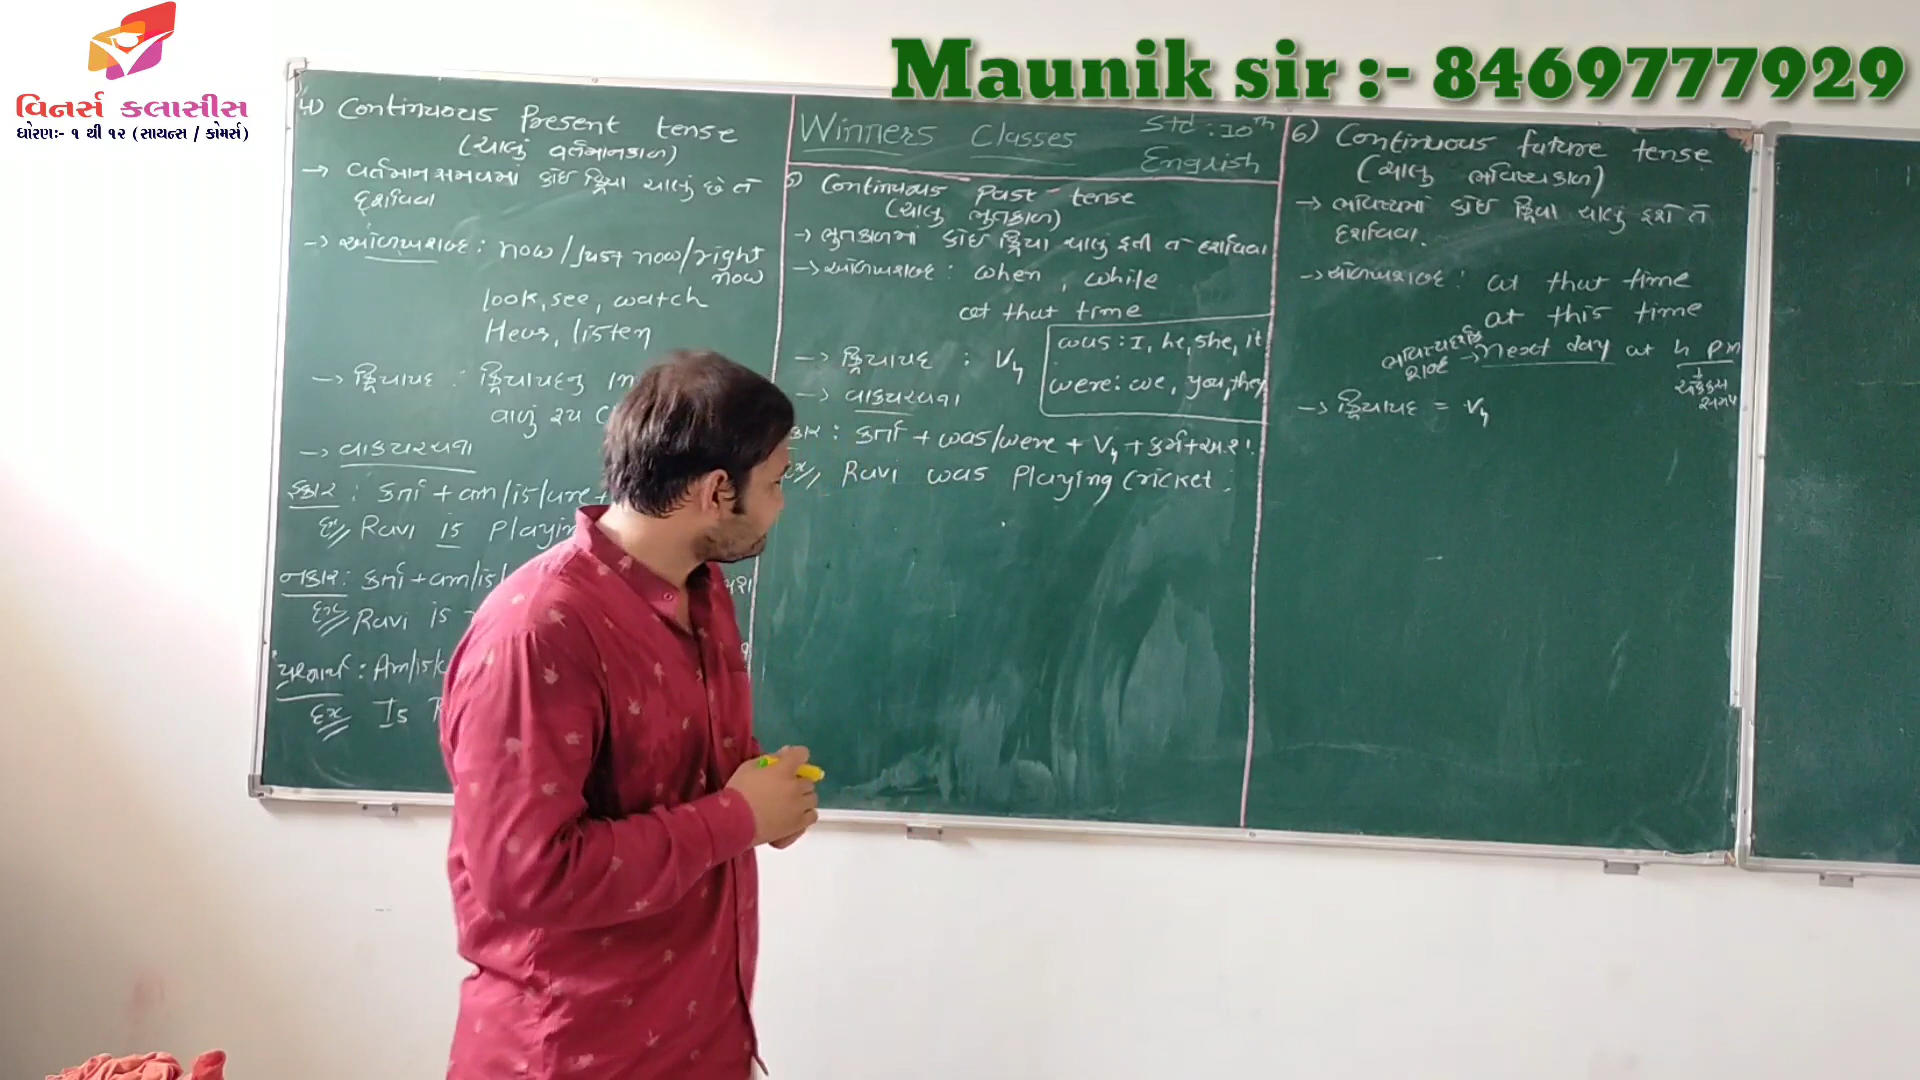 વિનર્સ કલાસીસ
ધોરણ:- ૧ થી ૧૨ (સાયન્સ / કોમર્સ)
Maunik sir :- 8469777929
4) Continuous Present tense
(ચાલુ વર્તમાનકાળ)
→ વર્તમાન સમયમાં કોઈ ક્રિયા ચાલું છે તે
દર્શાવવા
→ ઓળખશબ્દ : now/just now/right
now
look, see, watch
Hear, listen
→ ક્રિયાપદ : ક્રિયાપદનુ
વાળું રૂપ
→ વાક્યરચના
હકાર : કર્તા + am/is/are +
Ex Ravi is Playin
નકાર : કર્તા + am/is/
Ex Ravi is
પ્રશ્નાર્થ : Am/is
Ex Is R
Winners Classes
Std : 10th
English
5) Continuous Past tense
(ચાલુ ભુતકાળ)
→ ભુતકાળમાં કોઈ ક્રિયા ચાલું હતી તે દર્શાવવા
→ ઓળખશબ્દ : when, while
at that time
→ ક્રિયાપદ : V4
was : I, he, she, it
were : we, you, they
→ વાક્યરચના
કાર : કર્તા + was/were + V4 + કર્મ + અ.શ.
Ex Ravi was Playing Cricket.
6) Continuous future tense
(ચાલુ ભવિષ્યકાળ)
→ ભવિષ્યમાં કોઈ ક્રિયા ચાલું હશે તે
દર્શાવવા.
→ ઓળખશબ્દ : at that time
at this time
→ next day at 4 pm
→ ક્રિયાપદ = V4